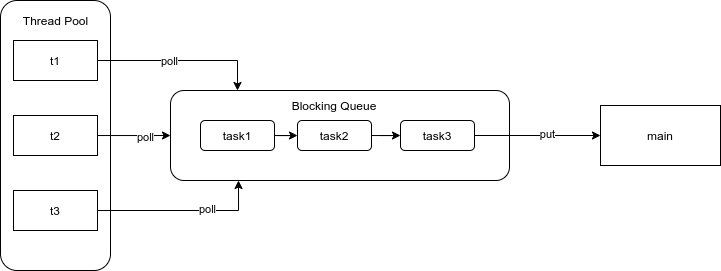 Thread Pool
t1
poll
Blocking Queue
t2
poll
task1
task2
task3
put
main
t3
poll